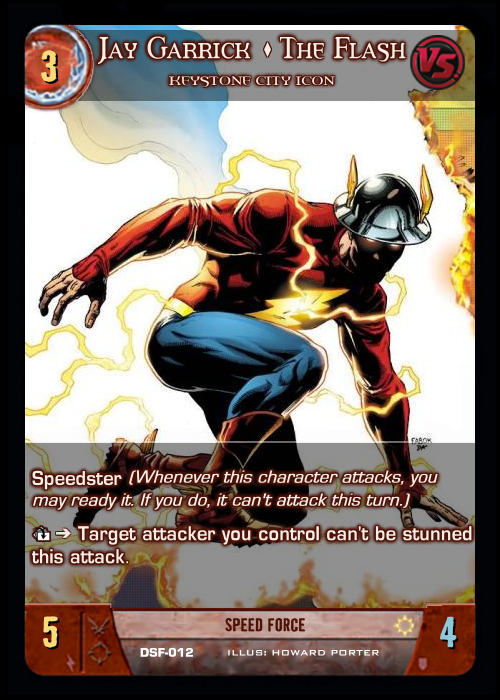 3
JAY GARRICK ♦ THE FLASH
VS
KEYSTONE CITY ICON
FABOK
Speedster (Whenever this character attacks, you
may ready it. If you do, it can't attack this turn.)
➔ Target attacker you control can't be stunned
this attack.
5
SPEED FORCE
4
DSF-012 ILLUS: HOWARD PORTER